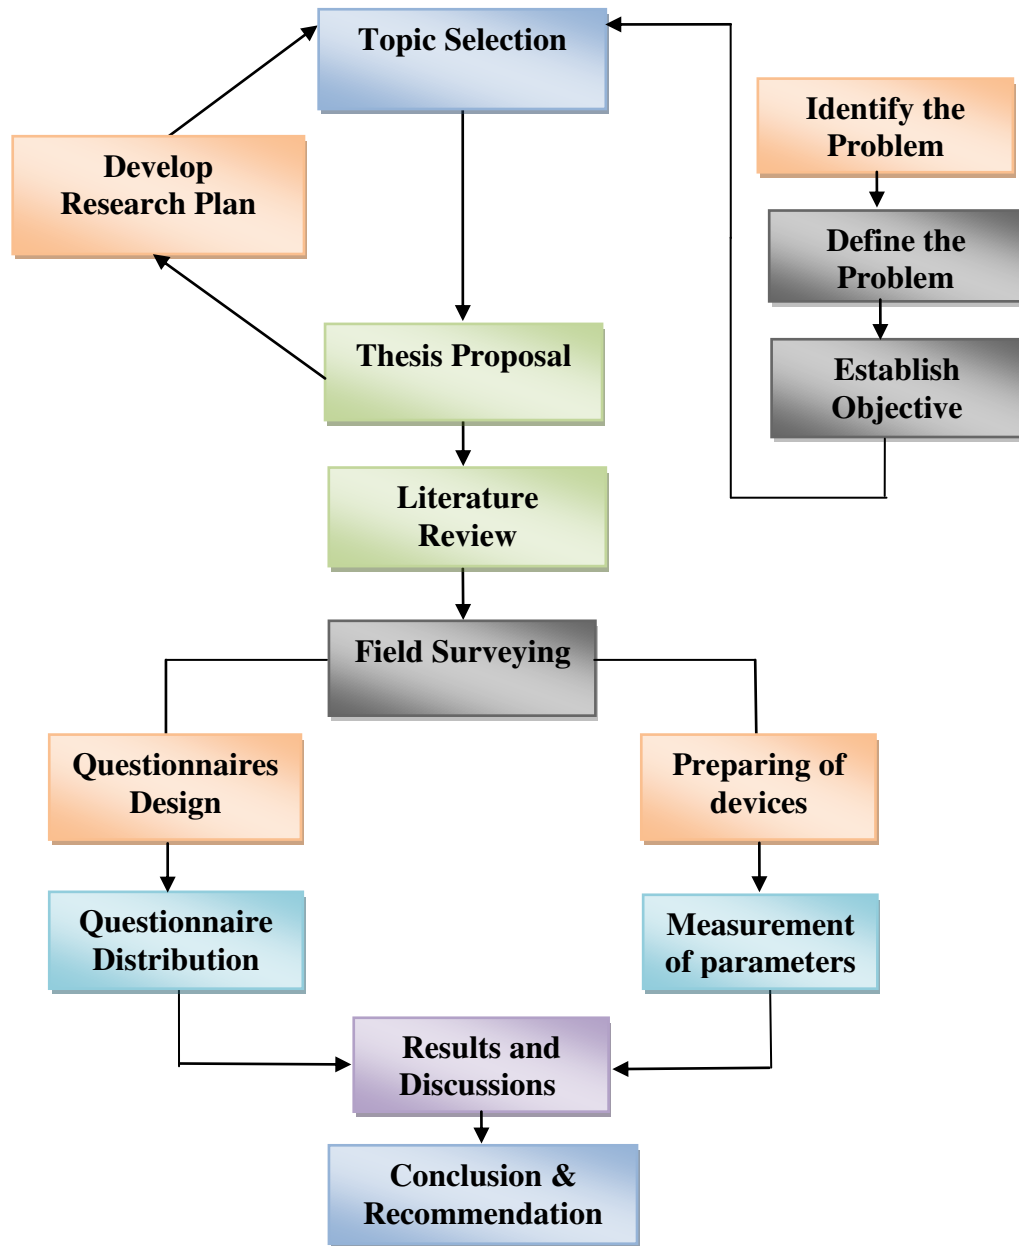 Topic Selection
Identify the
Problem
Develop
Research Plan
Define the
Problem
Thesis Proposal
Establish
Objective
Literature
Review
Field Surveying
Questionnaires
Design
Preparing of
devices
Questionnaire
Distribution
Measurement
of parameters
Results and
Discussions
Conclusion &
Recommendation